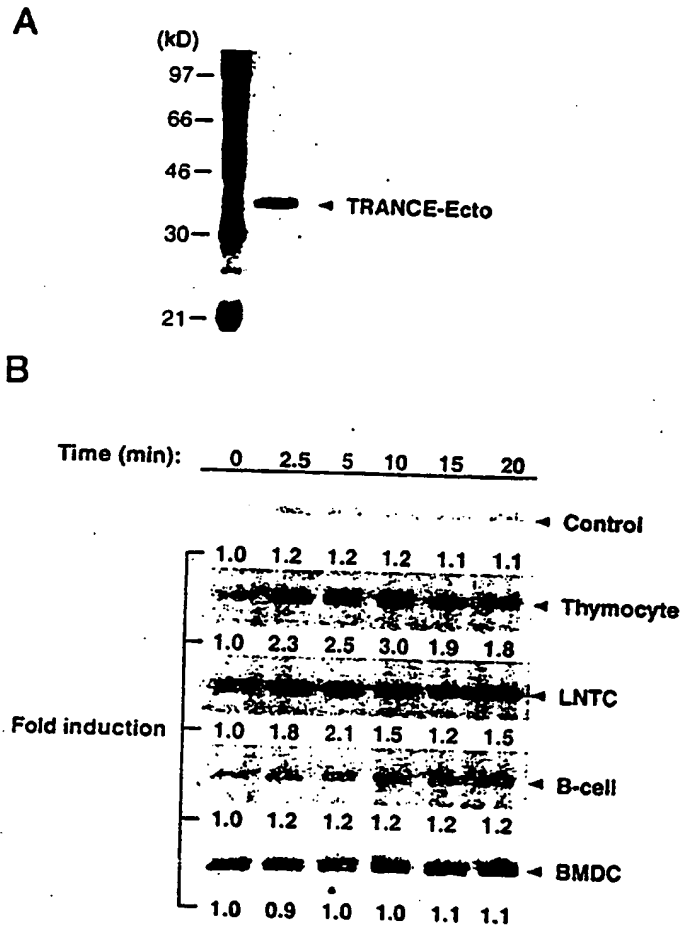 A
(kD)
97
66
46
TRANCE-Ecto
30
21
B
Time (min): 0 2.5 5 10 15 20
Control
1.0 1.2 1.2 1.2 1.1 1.1
Thymocyte
1.0 2.3 2.5 3.0 1.9 1.8
LNTC
Fold induction 1.0 1.8 2.1 1.5 1.2 1.5
B-cell
1.0 1.2 1.2 1.2 1.2 1.2
BMDC
1.0 0.9 1.0 1.0 1.1 1.1